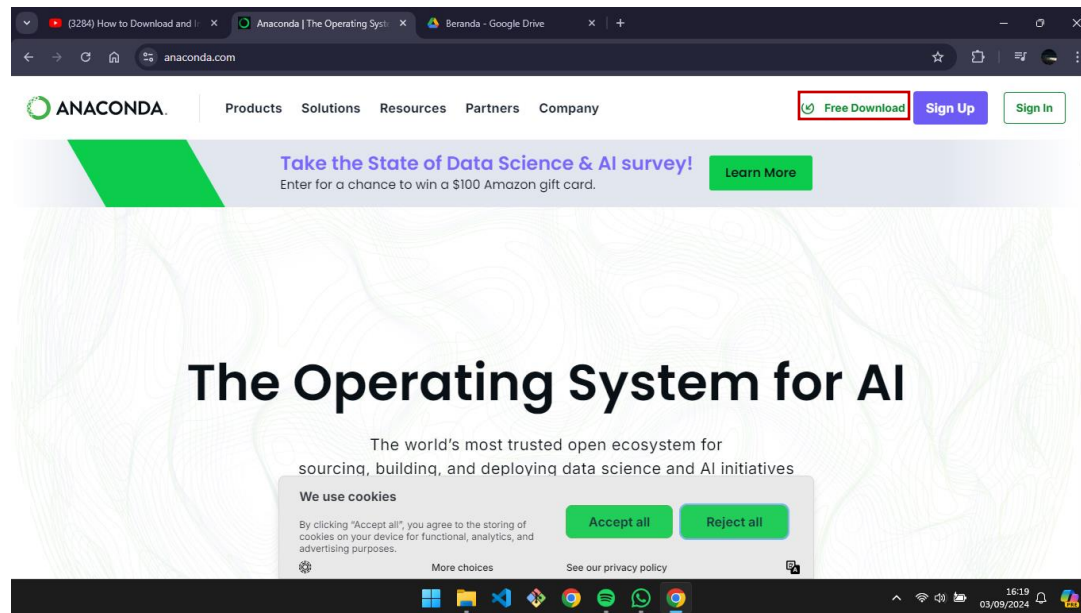 (3284) How to Download and I
Anaconda | The Operating Syst
Beranda - Google Drive
anaconda.com
ANACONDA.
Products Solutions Resources Partners Company
Free Download
Sign Up
Sign In
Take the State of Data Science & AI survey!
Enter for a chance to win a $100 Amazon gift card.
Learn More
The Operating System for AI
The world's most trusted open ecosystem for
sourcing, building, and deploying data science and AI initiatives
We use cookies
By clicking "Accept all", you agree to the storing of
cookies on your device for functional, analytics, and
advertising purposes.
Accept all
Reject all
More choices
See our privacy policy
16:19
03/09/2024